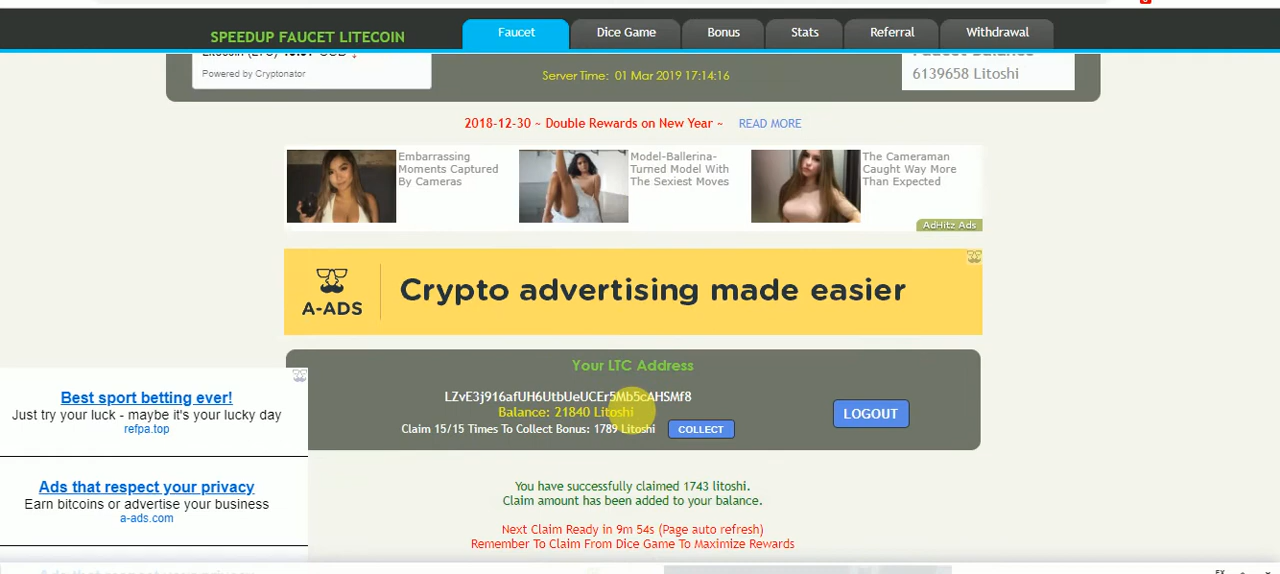 SPEEDUP FAUCET LITECOIN
Faucet
Dice Game
Bonus
Stats
Referral
Withdrawal
Powered by Cryptonator
Server Time: 01 Mar 2019 17:14:16
Faucet Balance
6139658 Litoshi
2018-12-30 ~ Double Rewards on New Year ~ READ MORE
Embarrassing
Moments Captured
By Cameras
Model-Ballerina-
Turned Model With
The Sexiest Moves
The Cameraman
Caught Way More
Than Expected
AdHitz Ads
A-ADS
Crypto advertising made easier
Your LTC Address
LZvE3j916afUH6UtbUeUCEr5Mb5cAHSMf8
Balance: 21840 Litoshi
Claim 15/15 Times To Collect Bonus: 1789 Litoshi
COLLECT
LOGOUT
Best sport betting ever!
Just try your luck - maybe it's your lucky day
refpa.top
Ads that respect your privacy
Earn bitcoins or advertise your business
a-ads.com
You have successfully claimed 1743 litoshi.
Claim amount has been added to your balance.
Next Claim Ready in 9m 54s (Page auto refresh)
Remember To Claim From Dice Game To Maximize Rewards